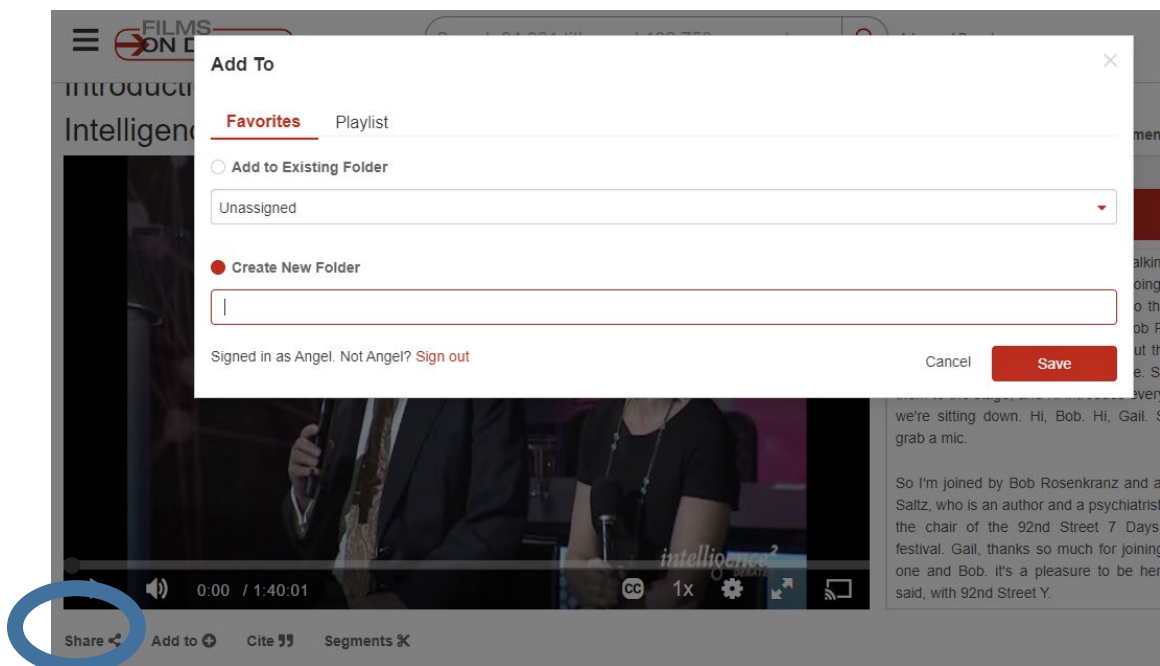 FILMS
ON D
Add To
Introducti
Intelligenc
Favorites Playlist
men
Add to Existing Folder
Unassigned
Create New Folder
alkin
oing
o th
ob R
Signed in as Angel. Not Angel? Sign out
Cancel Save
ut th
e. S
every
we're sitting down. Hi, Bob. Hi, Gail. S
grab a mic.
So I'm joined by Bob Rosenkranz and a
Saltz, who is an author and a psychiatrist
the chair of the 92nd Street 7 Days
festival. Gail, thanks so much for joining
one and Bob. it's a pleasure to be her
said, with 92nd Street Y.
intelligence2
DEBATE
0:00 / 1:40:01 CC 1x
Share Add to Cite Segments